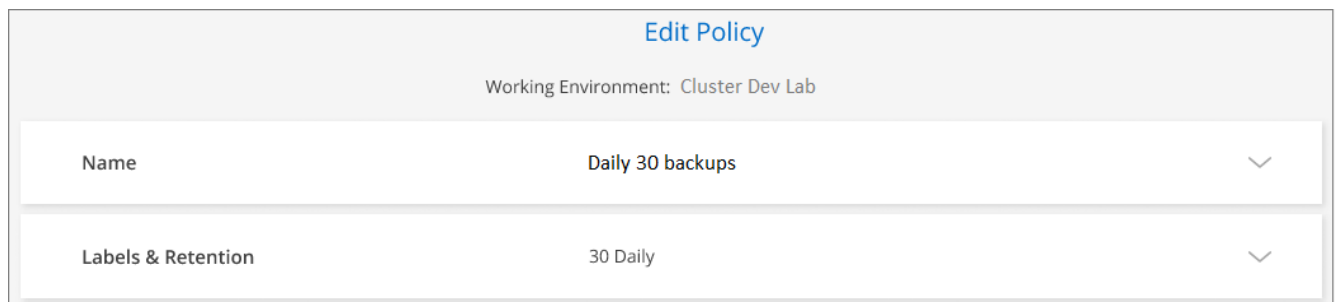 Edit Policy
Working Environment: Cluster Dev Lab
Name Daily 30 backups
Labels & Retention 30 Daily